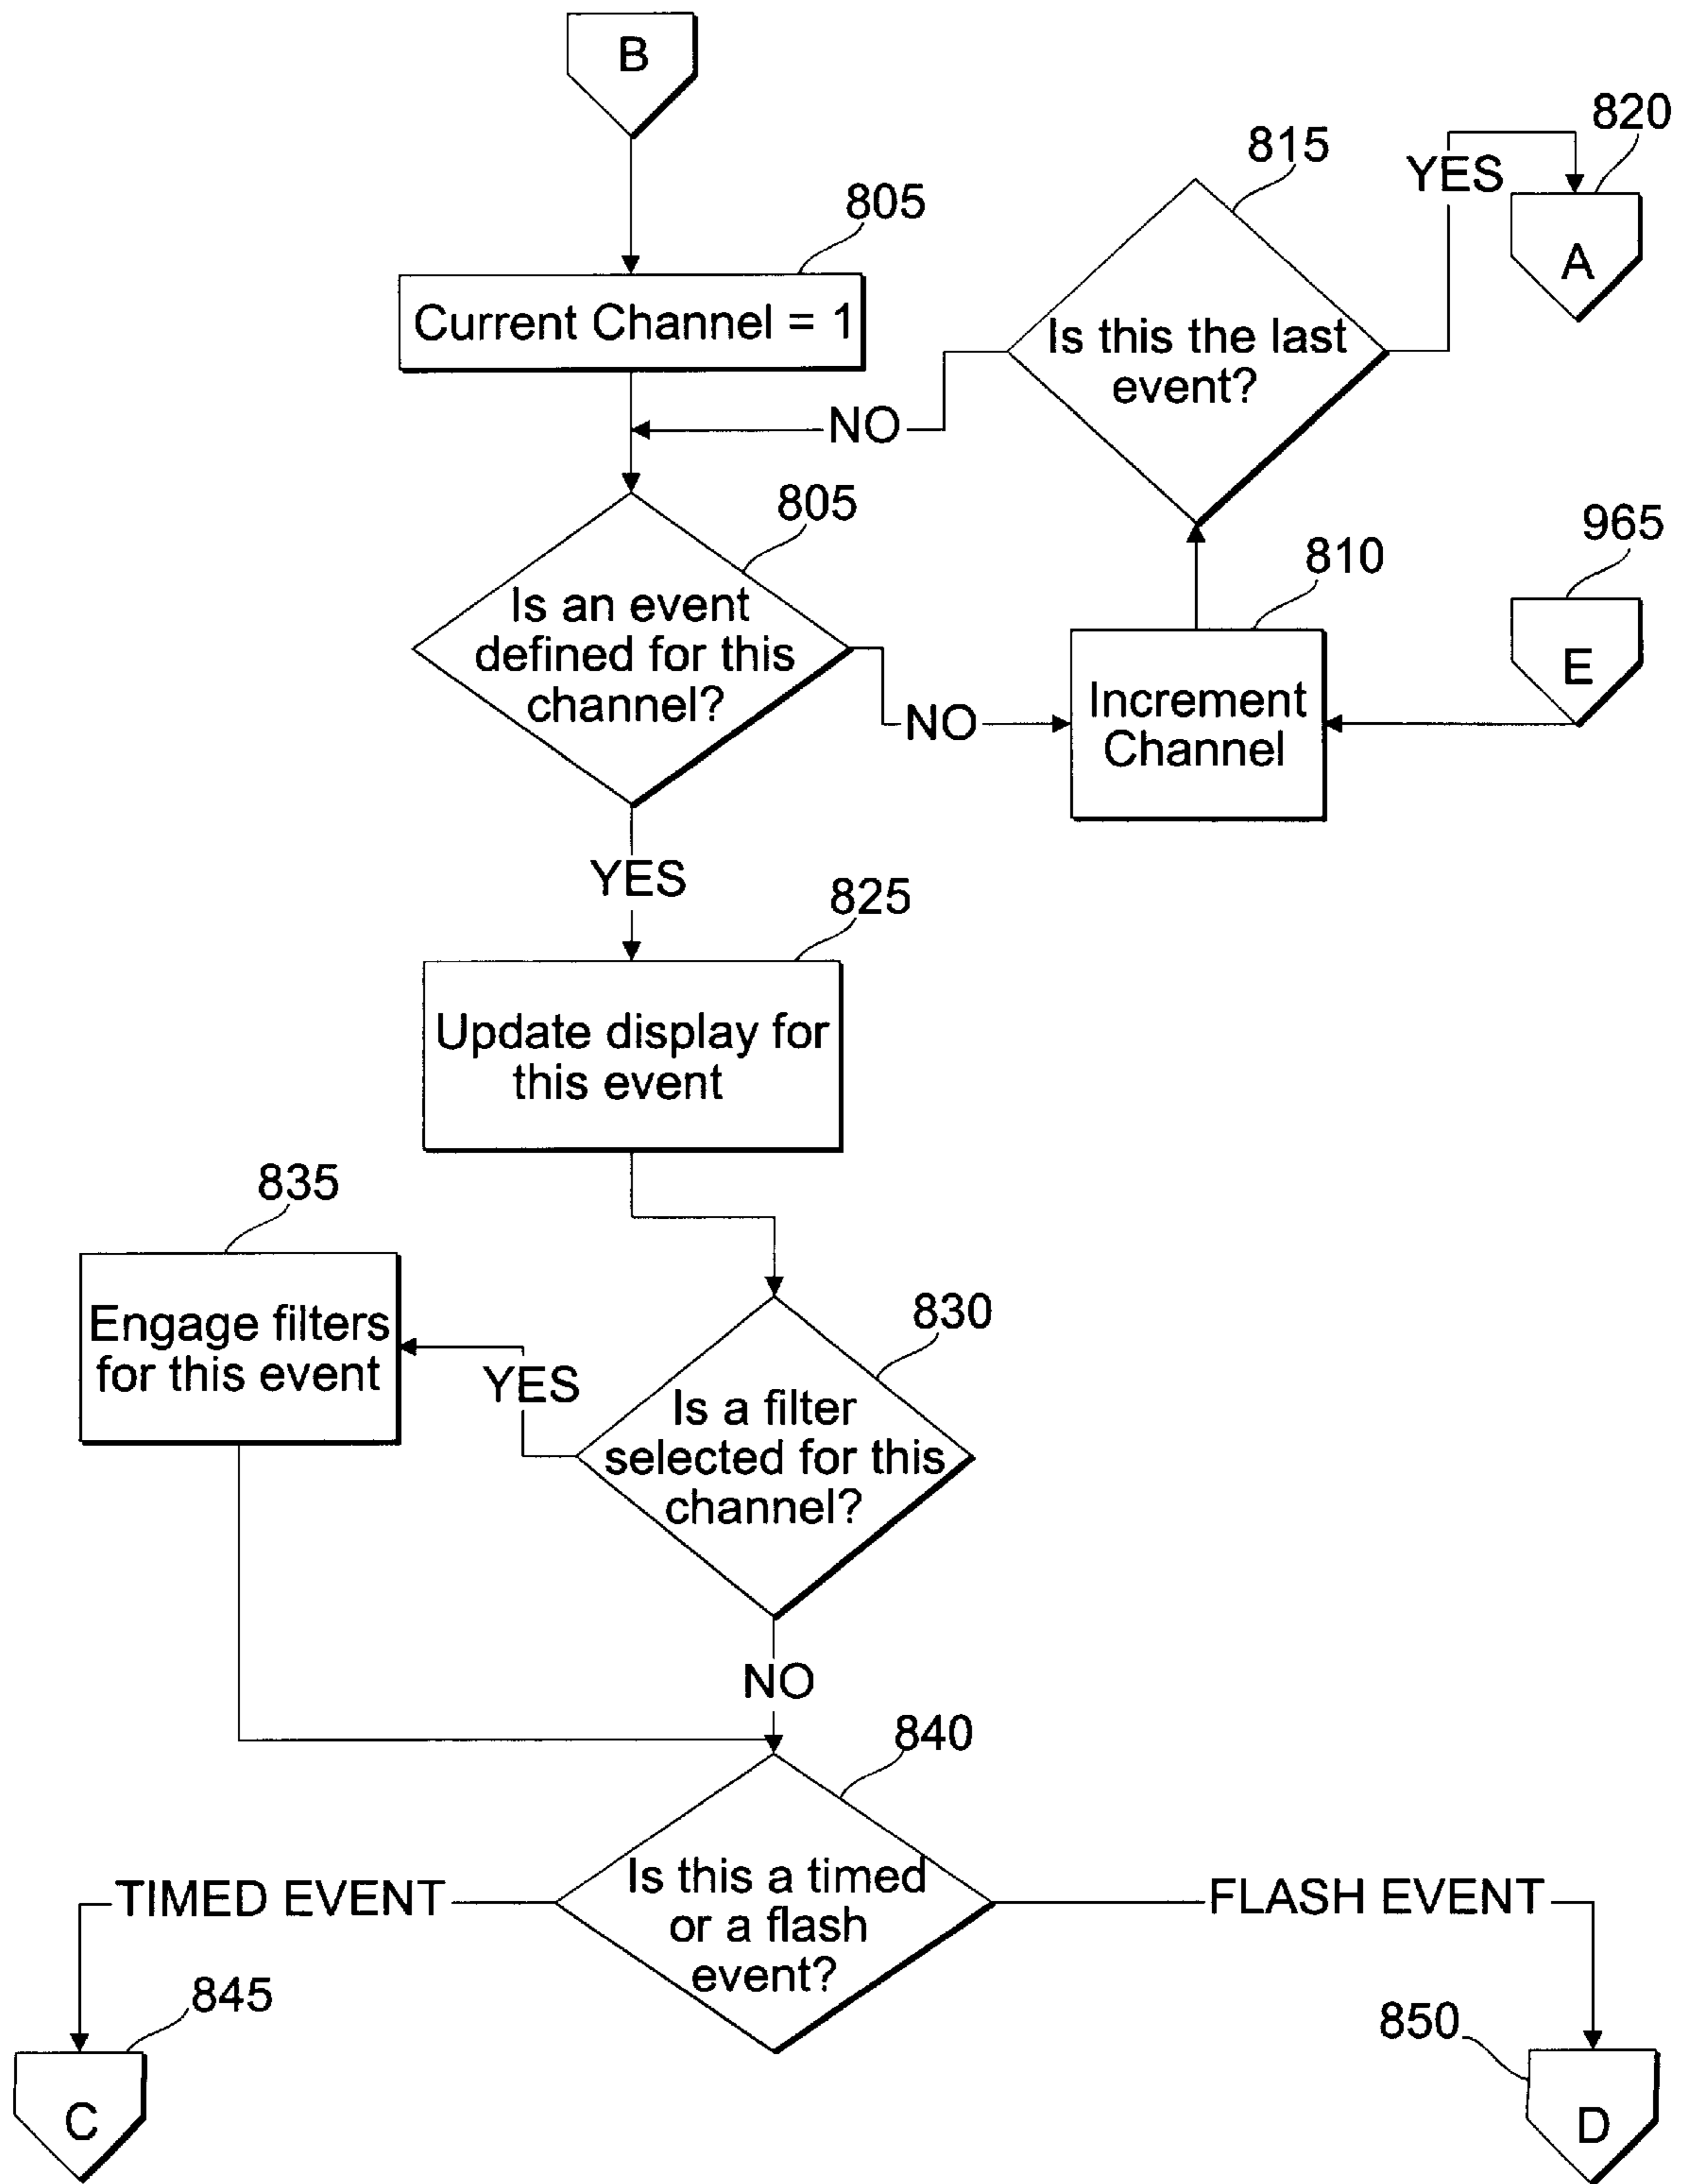 B
820
815
YES
805
A
Current Channel = 1
Is this the last
event?
NO
805
965
810
Is an event
defined for this
channel?
E
Increment
Channel
NO
YES
825
Update display for
this event
835
830
Engage filters
for this event
YES
Is a filter
selected for this
channel?
NO
840
TIMED EVENT
Is this a timed
or a flash
event?
FLASH EVENT
845
850
C
D